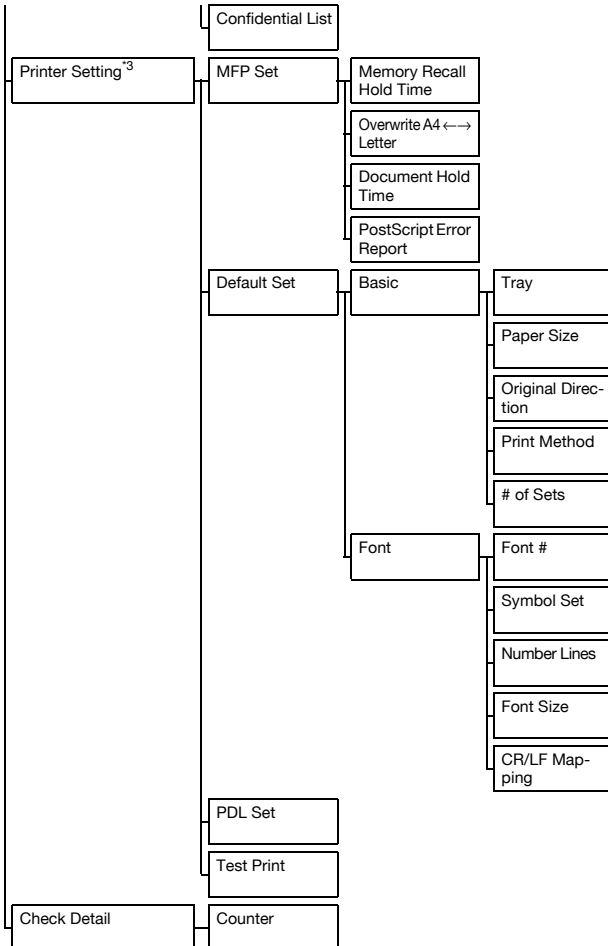 Confidential List
Printer Setting*3
MFP Set
Memory Recall
Hold Time
Overwrite A4 ←→
Letter
Document Hold
Time
PostScript Error
Report
Default Set
Basic
Tray
Paper Size
Original Direc-
tion
Print Method
# of Sets
Font
Font #
Symbol Set
Number Lines
Font Size
CR/LF Map-
ping
PDL Set
Test Print
Check Detail
Counter